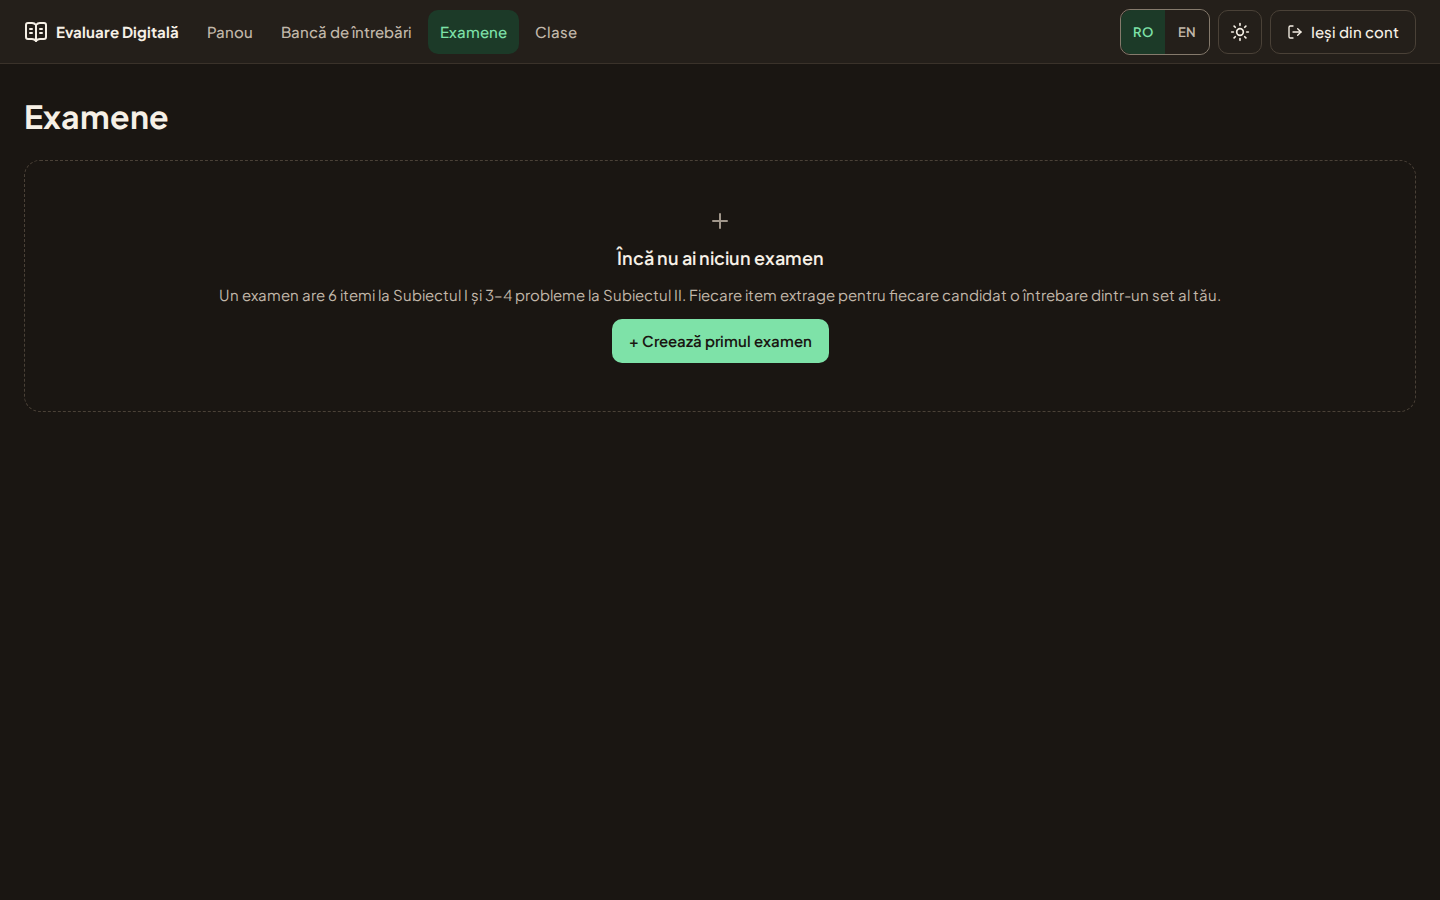 Evaluare Digitală Panou Bancă de întrebări Examene Clase RO EN Ieși din cont
Examene
Încă nu ai niciun examen
Un examen are 6 itemi la Subiectul I și 3–4 probleme la Subiectul II. Fiecare item extrage pentru fiecare candidat o întrebare dintr-un set al tău.
+ Creează primul examen